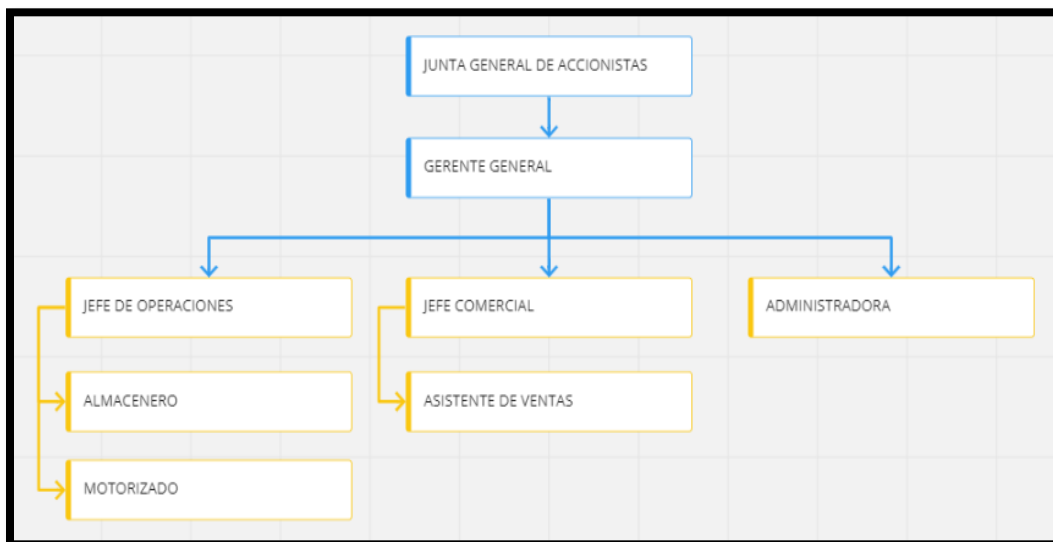 JUNTA GENERAL DE ACCIONISTAS
GERENTE GENERAL
JEFE DE OPERACIONES
JEFE COMERCIAL
ADMINISTRADORA
ALMACENERO
ASISTENTE DE VENTAS
MOTORIZADO